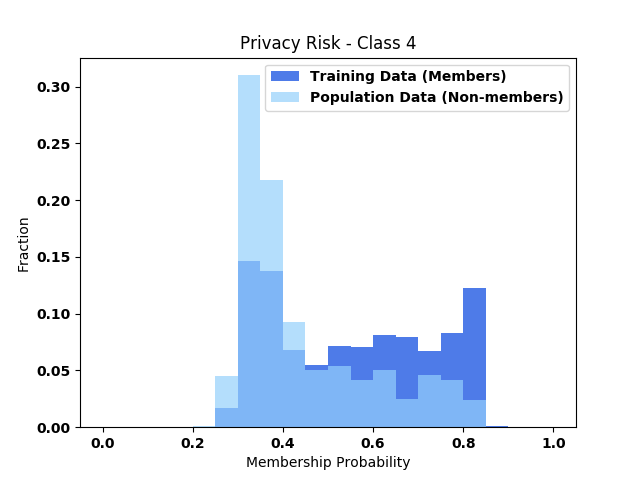 Privacy Risk - Class 4
Training Data (Members)
Population Data (Non-members)
Fraction
0.30
0.25
0.20
0.15
0.10
0.05
0.00
0.0 0.2 0.4 0.6 0.8 1.0
Membership Probability